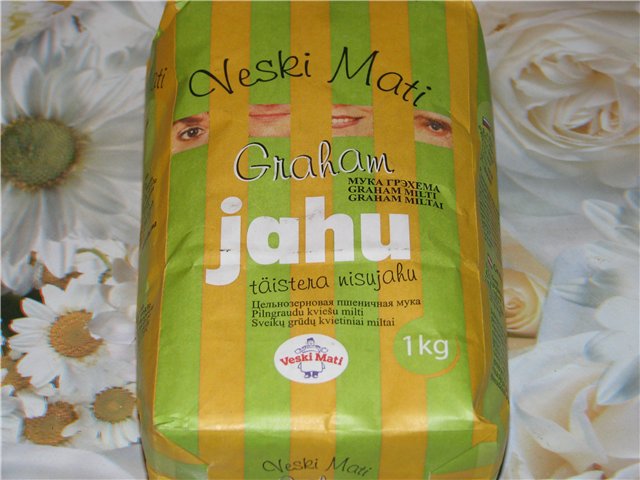 Veski Mati
Graham
МУКА ГРЭХЕМА
GRAHAM MILTI
GRAHAM MILTAI
jahu
täistera nisujahu
Цельнозерновая пшеничная мука
Pilngraudu kviešu milti
Sveikų grūdų kvietiniai miltai
1kg
Veski Mati
Veski Mati